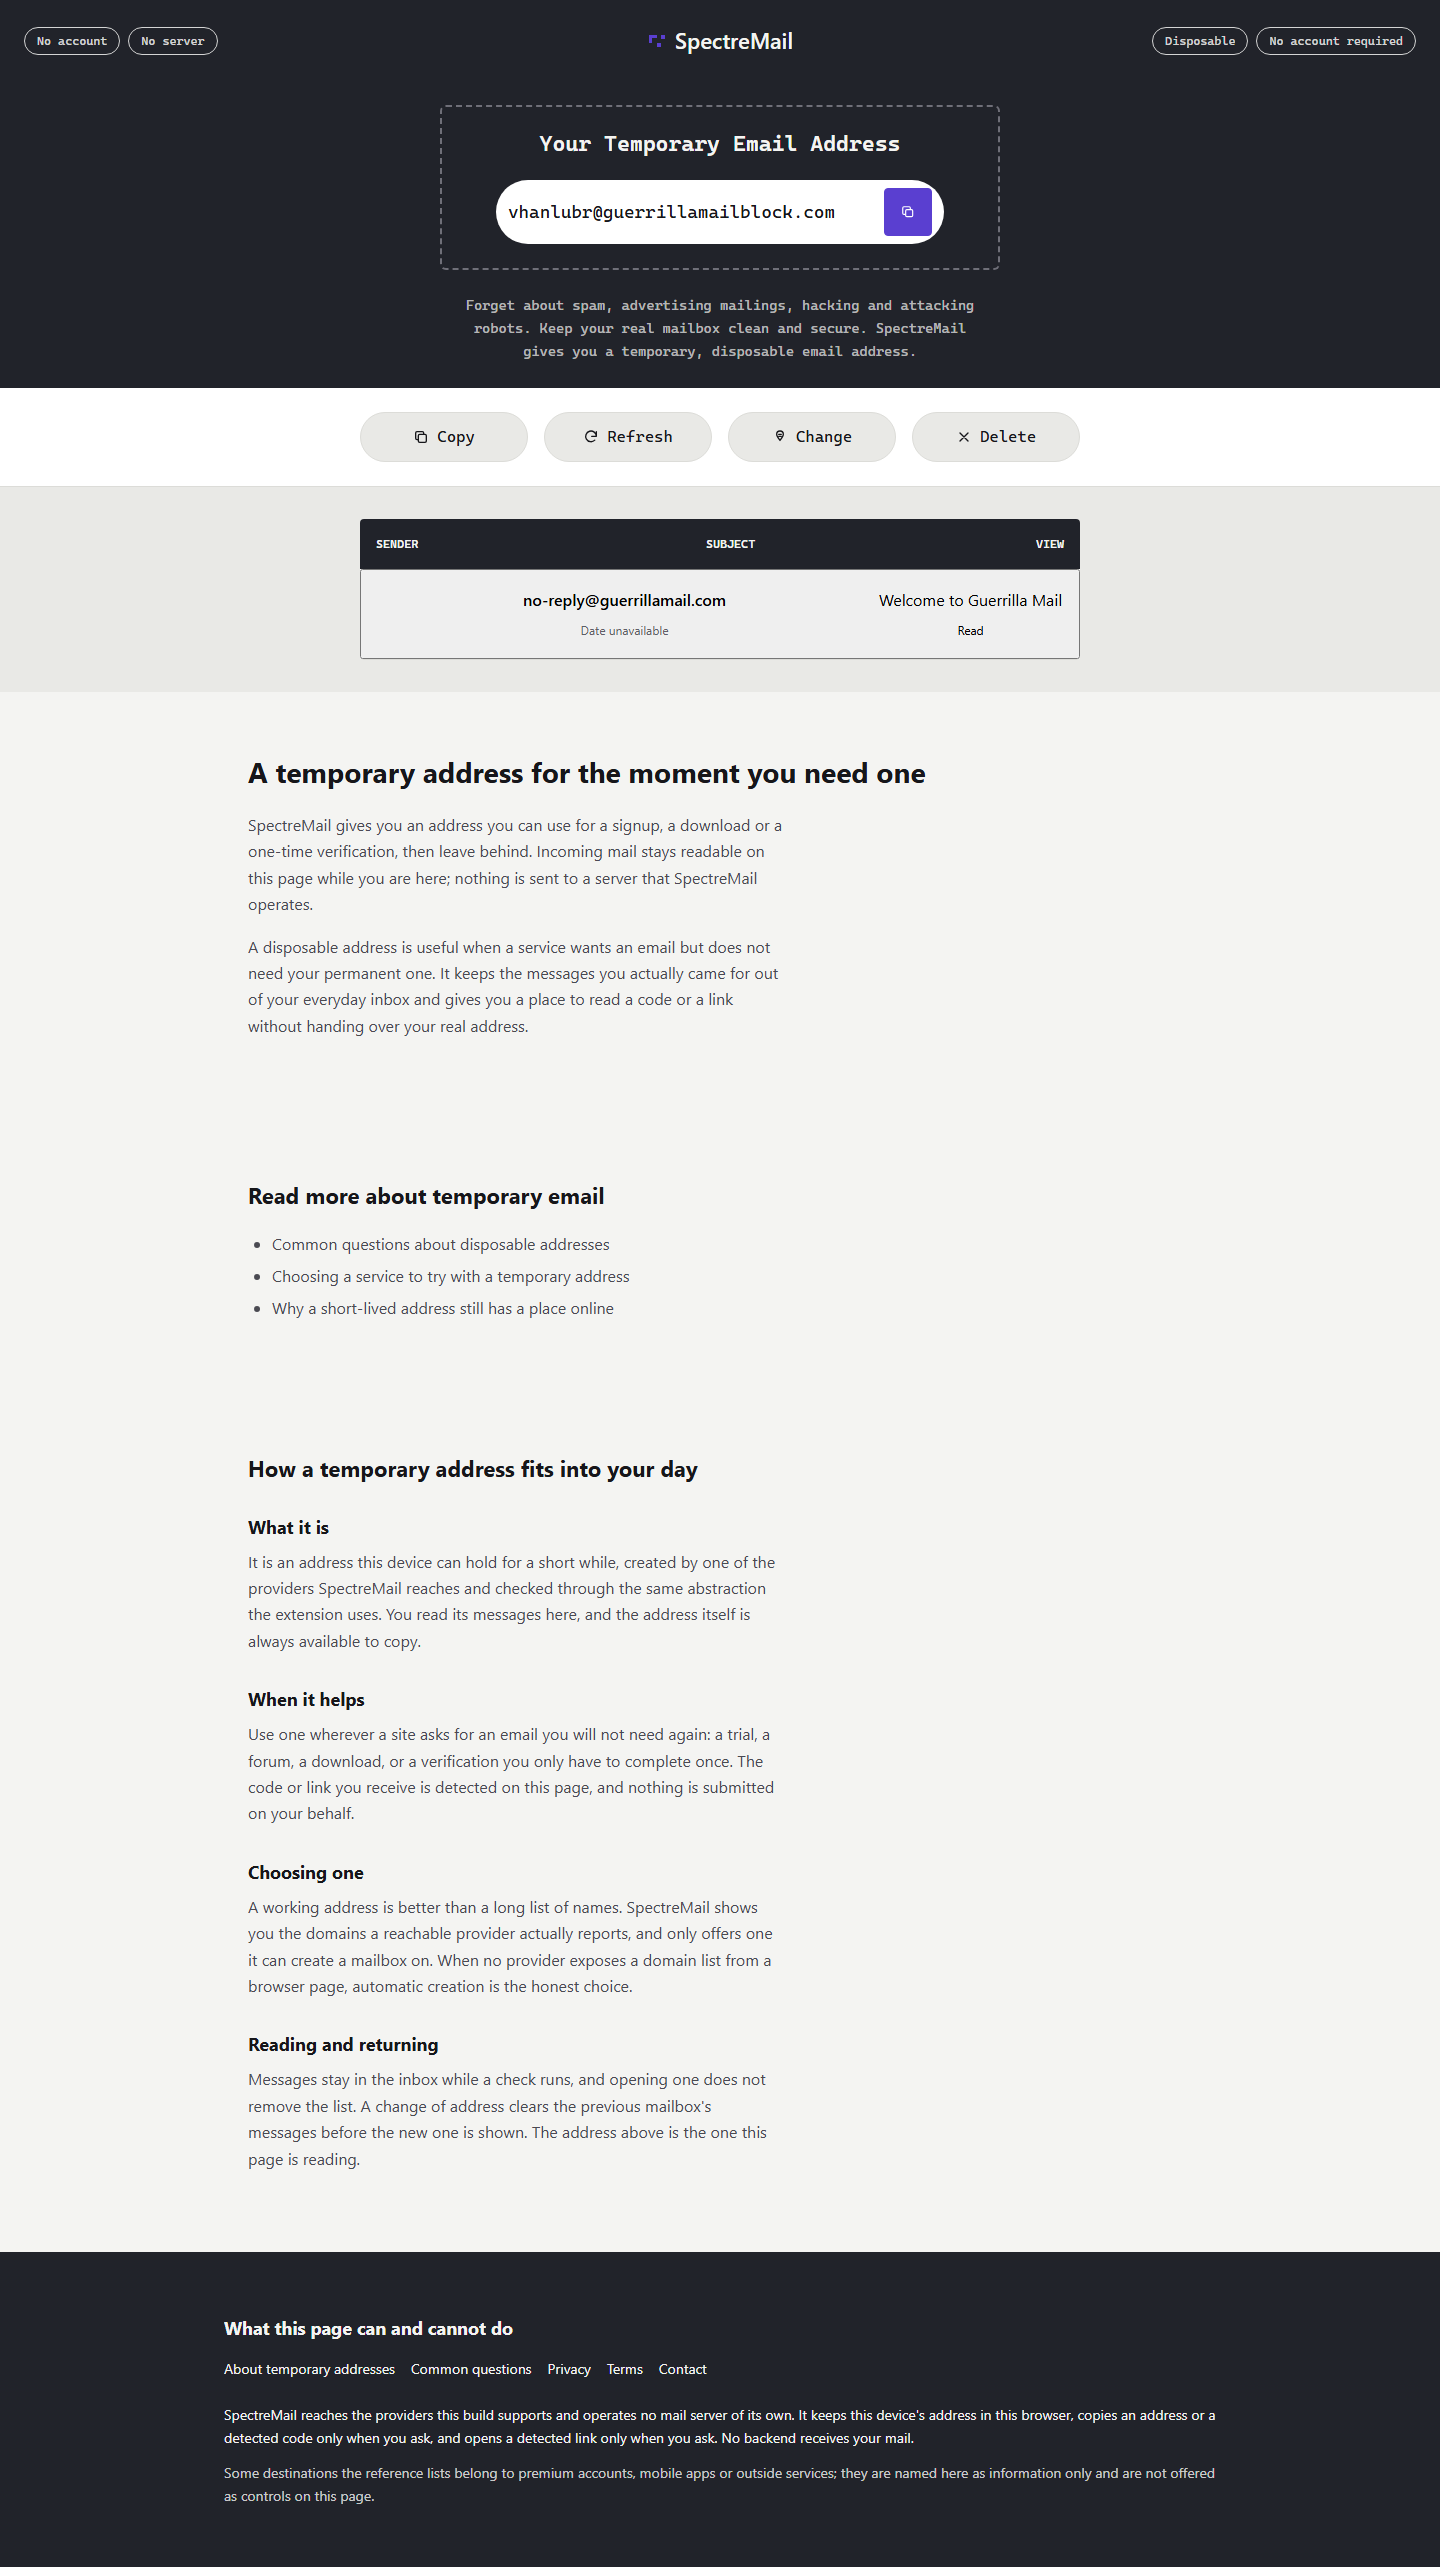 No account
No server
SpectreMail
Disposable
No account required
Your Temporary Email Address
vhanlubr@guerrillamailblock.com
Forget about spam, advertising mailings, hacking and attacking
robots. Keep your real mailbox clean and secure. SpectreMail
gives you a temporary, disposable email address.
Copy
Refresh
Change
Delete
SENDER
SUBJECT
VIEW
no-reply@guerrillamail.com
Welcome to Guerrilla Mail
Date unavailable
Read
A temporary address for the moment you need one
SpectreMail gives you an address you can use for a signup, a download or a
one-time verification, then leave behind. Incoming mail stays readable on
this page while you are here; nothing is sent to a server that SpectreMail
operates.
A disposable address is useful when a service wants an email but does not
need your permanent one. It keeps the messages you actually came for out
of your everyday inbox and gives you a place to read a code or a link
without handing over your real address.
Read more about temporary email
• Common questions about disposable addresses
• Choosing a service to try with a temporary address
• Why a short-lived address still has a place online
How a temporary address fits into your day
What it is
It is an address this device can hold for a short while, created by one of the
providers SpectreMail reaches and checked through the same abstraction
the extension uses. You read its messages here, and the address itself is
always available to copy.
When it helps
Use one wherever a site asks for an email you will not need again: a trial, a
forum, a download, or a verification you only have to complete once. The
code or link you receive is detected on this page, and nothing is submitted
on your behalf.
Choosing one
A working address is better than a long list of names. SpectreMail shows
you the domains a reachable provider actually reports, and only offers one
it can create a mailbox on. When no provider exposes a domain list from a
browser page, automatic creation is the honest choice.
Reading and returning
Messages stay in the inbox while a check runs, and opening one does not
remove the list. A change of address clears the previous mailbox's
messages before the new one is shown. The address above is the one this
page is reading.
What this page can and cannot do
About temporary addresses
Common questions
Privacy
Terms
Contact
SpectreMail reaches the providers this build supports and operates no mail server of its own. It keeps this device's address in this browser, copies an address or a
detected code only when you ask, and opens a detected link only when you ask. No backend receives your mail.
Some destinations the reference lists belong to premium accounts, mobile apps or outside services; they are named here as information only and are not offered
as controls on this page.